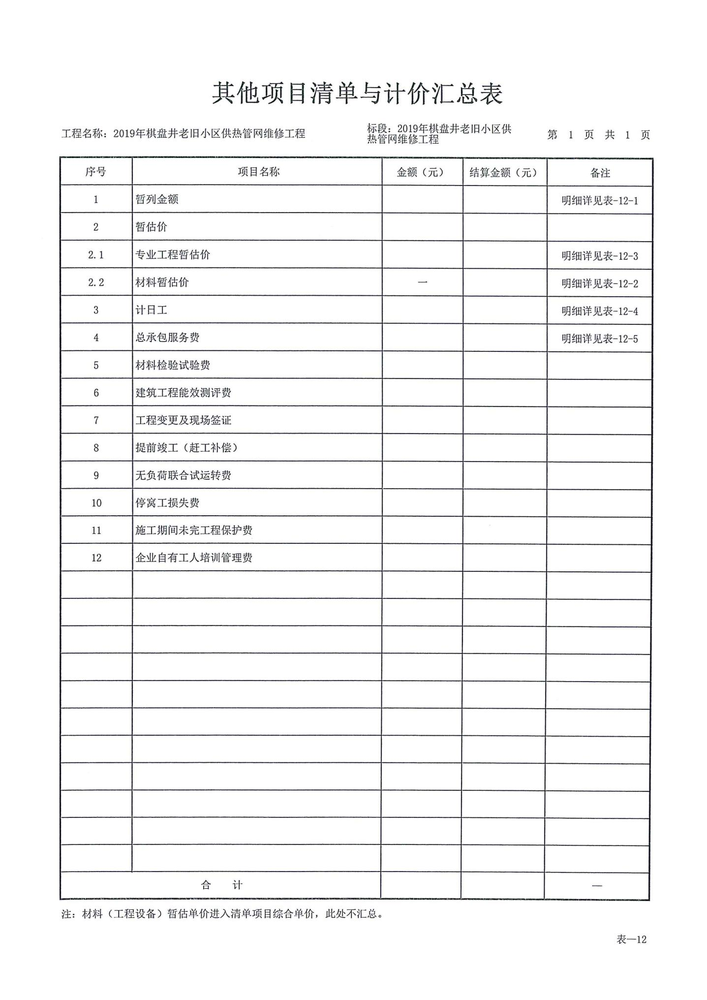 其他项目清单与计价汇总表
工程名称：2019年棋盘井老旧小区供热管网维修工程
标段：2019年棋盘井老旧小区供
热管网维修工程
第 1 页 共 1 页
序号 项目名称 金额（元） 结算金额（元） 备注
1 暂列金额 明细详见表-12-1
2 暂估价
2.1 专业工程暂估价 明细详见表-12-3
2.2 材料暂估价 — 明细详见表-12-2
3 计日工 明细详见表-12-4
4 总承包服务费 明细详见表-12-5
5 材料检验试验费
6 建筑工程能效测评费
7 工程变更及现场签证
8 提前竣工（赶工补偿）
9 无负荷联合试运转费
10 停窝工损失费
11 施工期间未完工程保护费
12 企业自有工人培训管理费
合 计 —
注：材料（工程设备）暂估单价进入清单项目综合单价，此处不汇总。
表—12